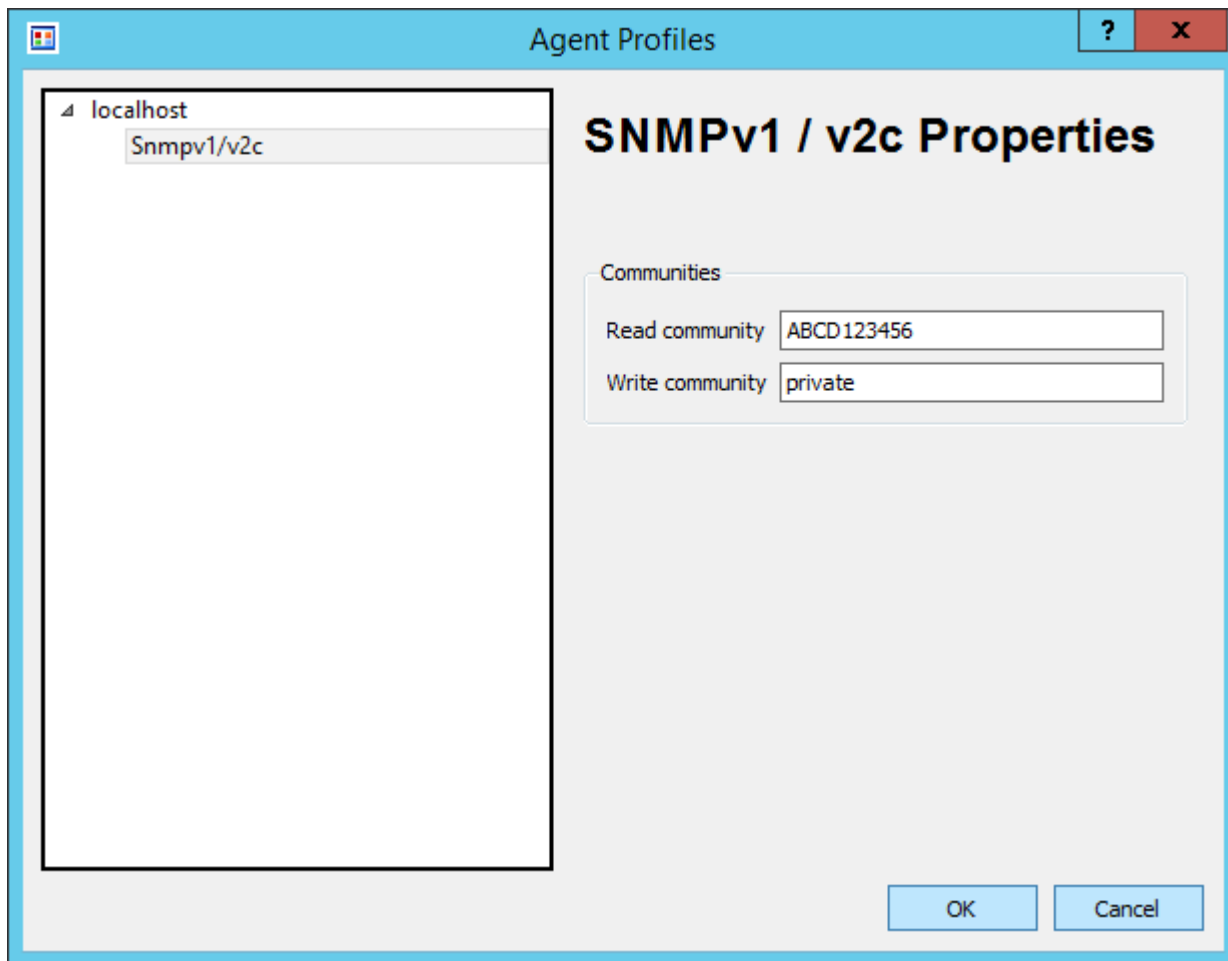 Agent Profiles
? x
localhost
Snmpv1/v2c
SNMPv1 / v2c Properties
Communities
Read community ABCD123456
Write community private
OK Cancel